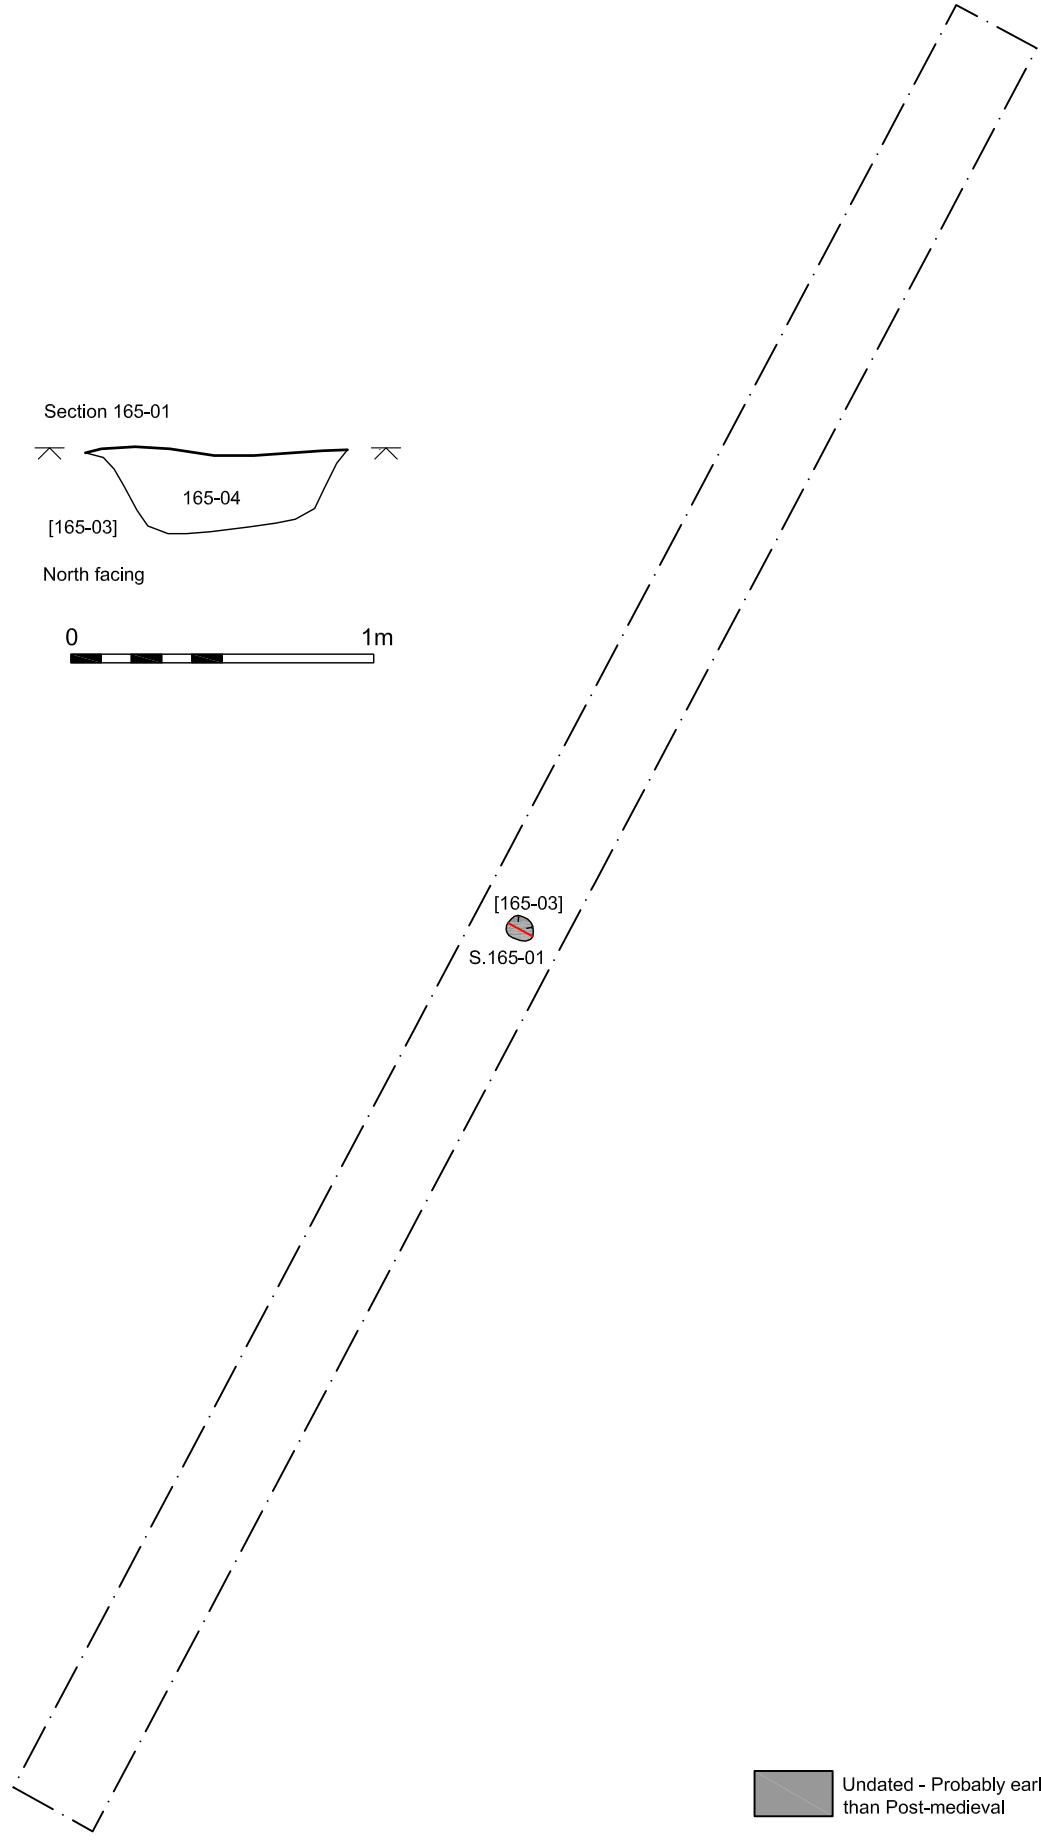 Section 165-01
165-04
[165-03]
North facing
0 1m
[165-03]
S.165-01
Undated - Probably earl
than Post-medieval